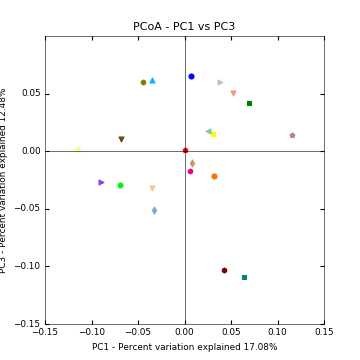 PCoA - PC1 vs PC3
PC3 - Percent variation explained 12.48%
0.05
0.00
−0.05
−0.10
−0.15
−0.15 −0.10 −0.05 0.00 0.05 0.10 0.15
PC1 - Percent variation explained 17.08%